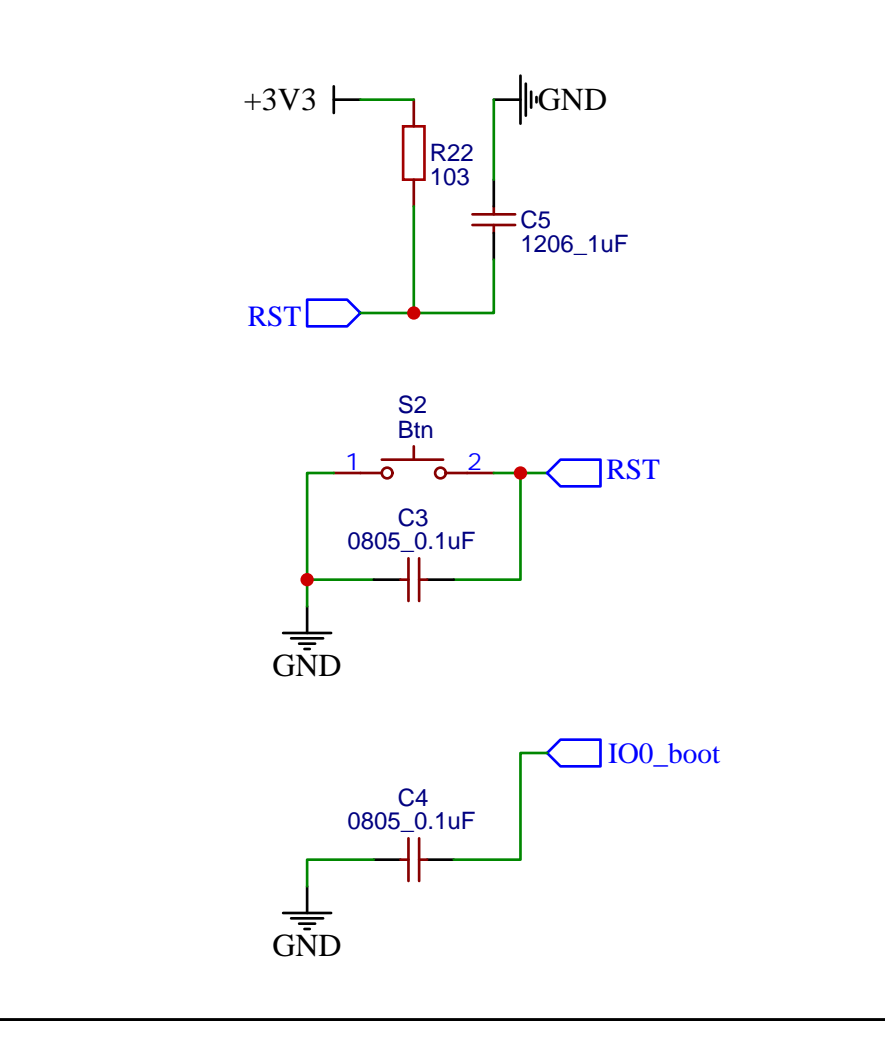 +3V3
GND
R22
103
C5
1206_1uF
RST
S2
Btn
1
2
RST
C3
0805_0.1uF
GND
IO0_boot
C4
0805_0.1uF
GND